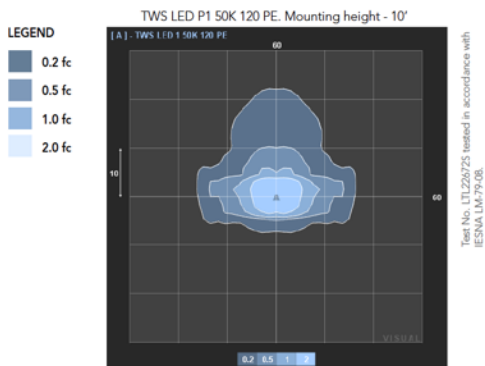 TWS LED P1 50K 120 PE. Mounting height - 10'
LEGEND
0.2 fc
0.5 fc
1.0 fc
2.0 fc
[ A ] - TWS LED 1 50K 120 PE
60
10
A
60
VISUAL
0.2 0.5 1 2
Test No. LTL22672S tested in accordance with
IESNA LM-79-08.